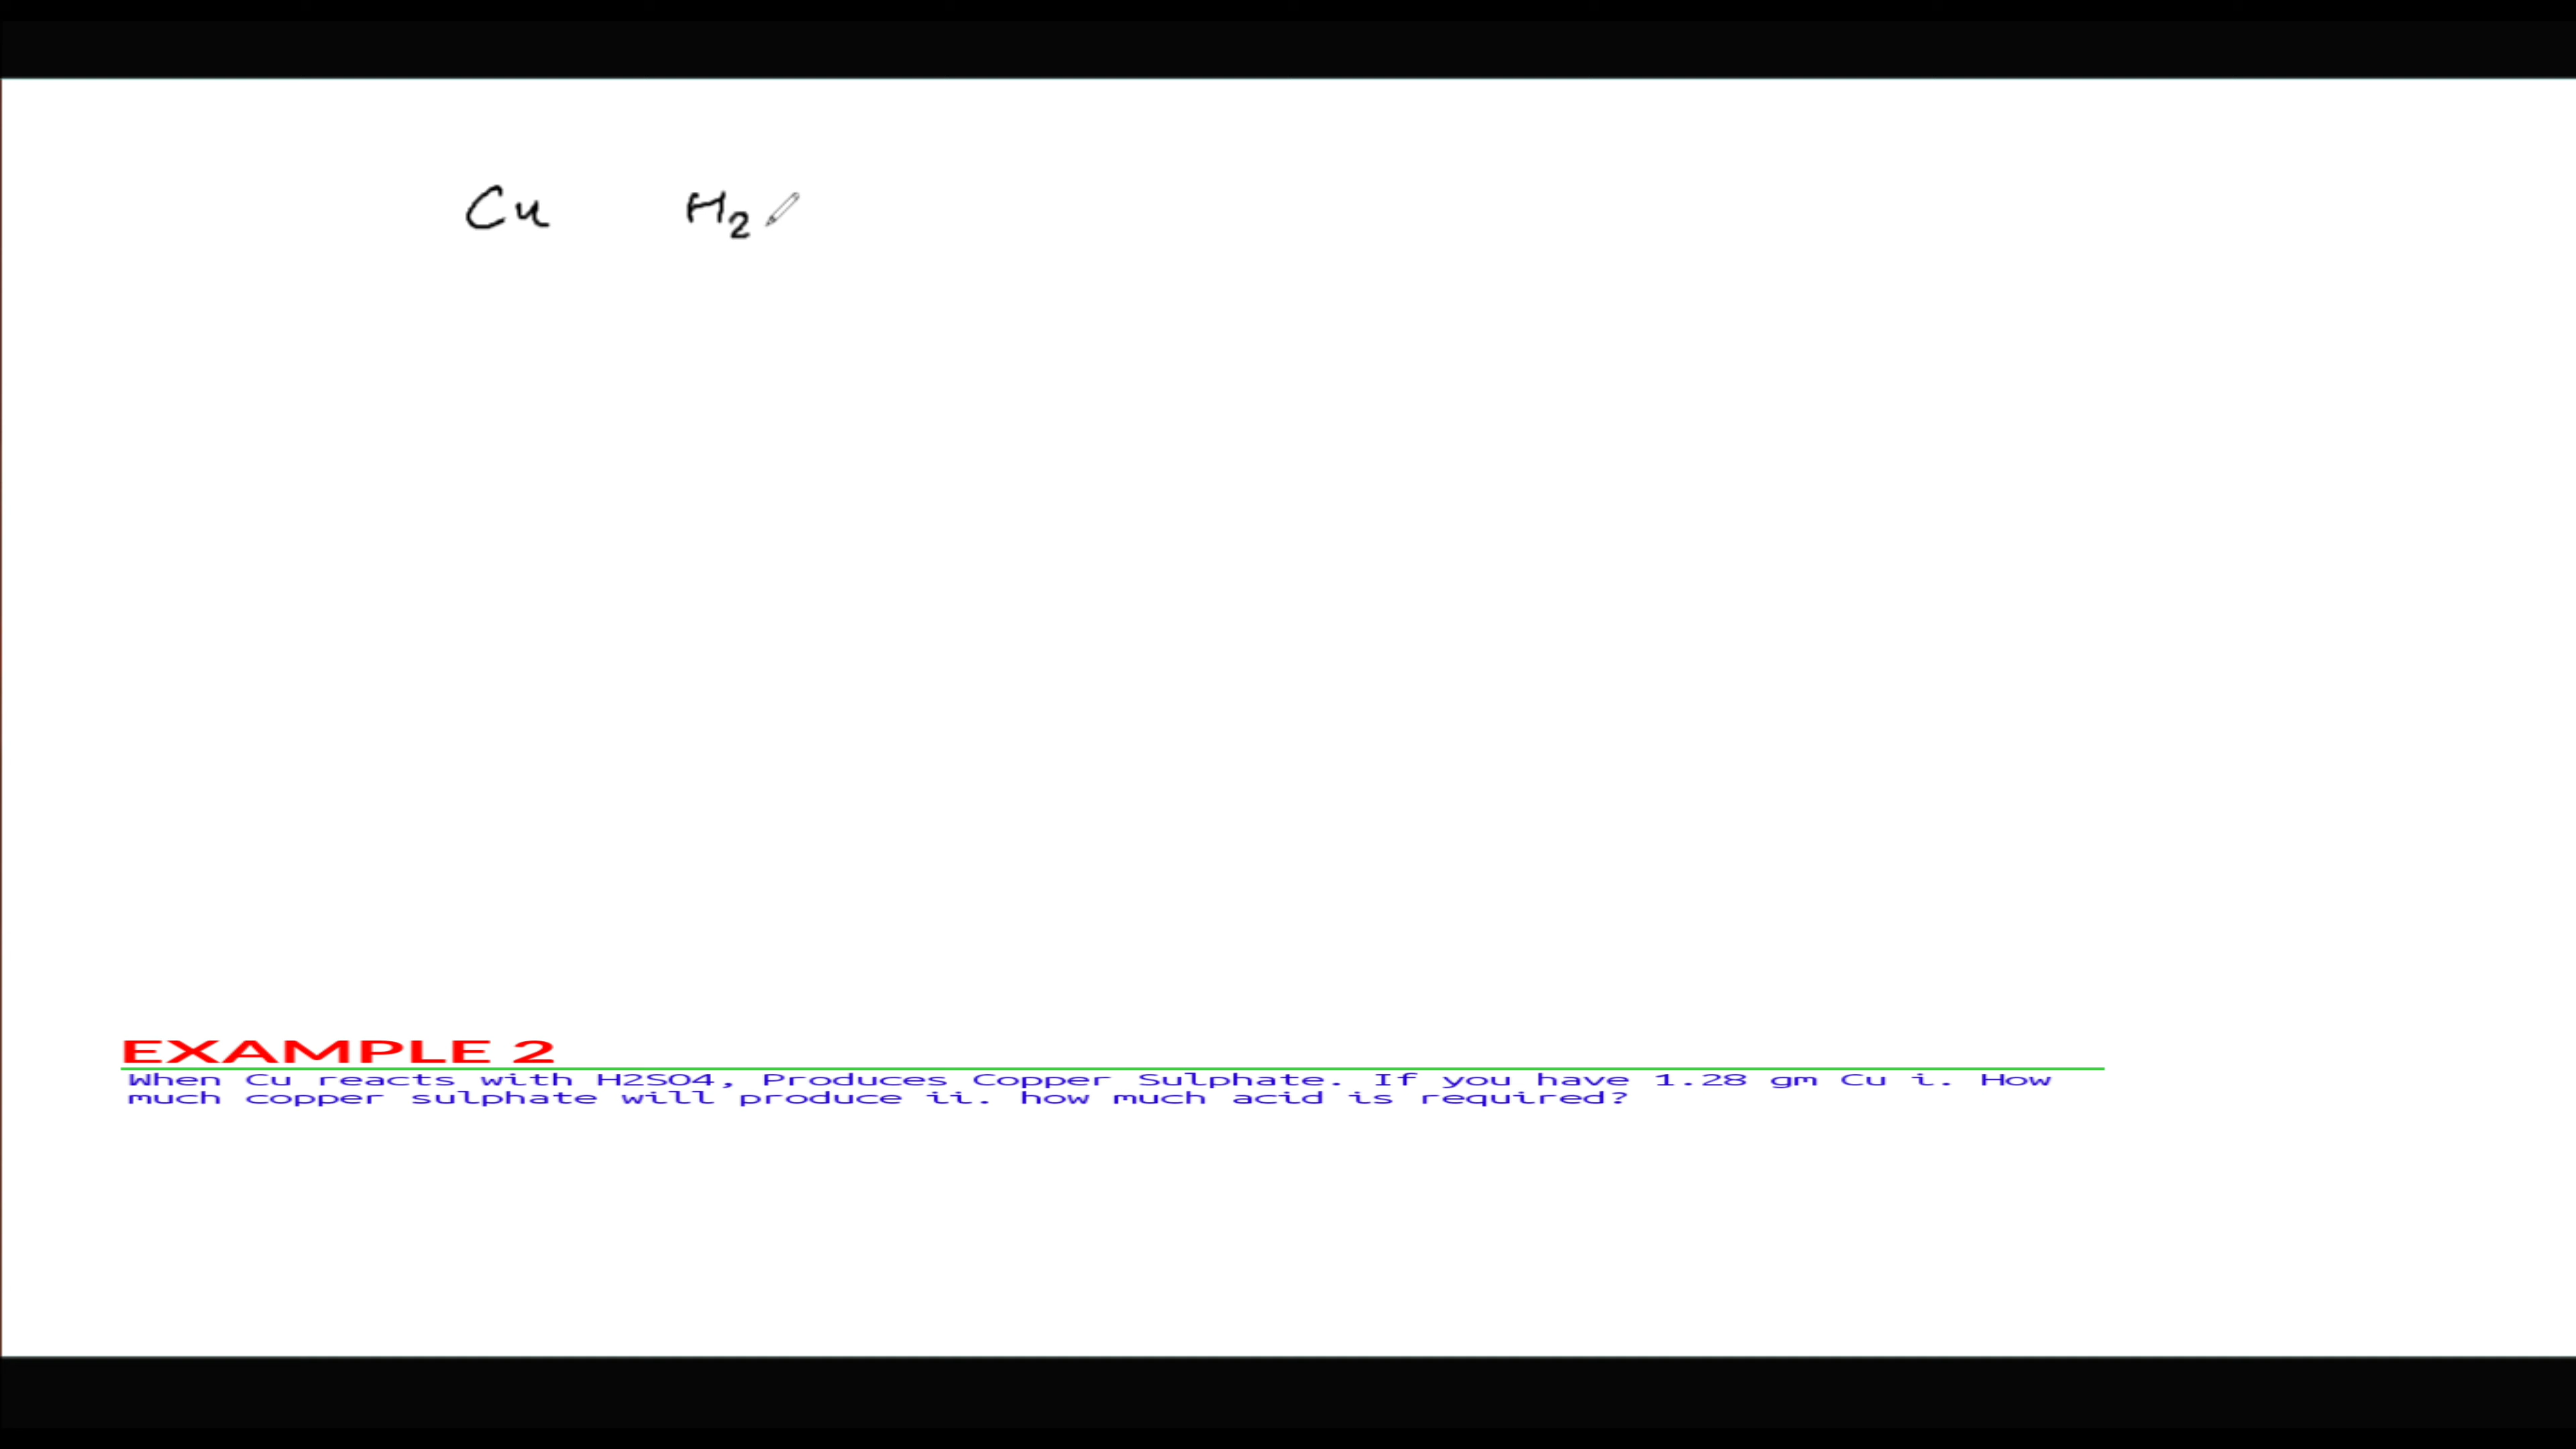 Cu H₂
EXAMPLE 2
When Cu reacts with H2SO4, Produces Copper Sulphate. If you have 1.28 gm Cu i. How
much copper sulphate will produce ii. how much acid is required?